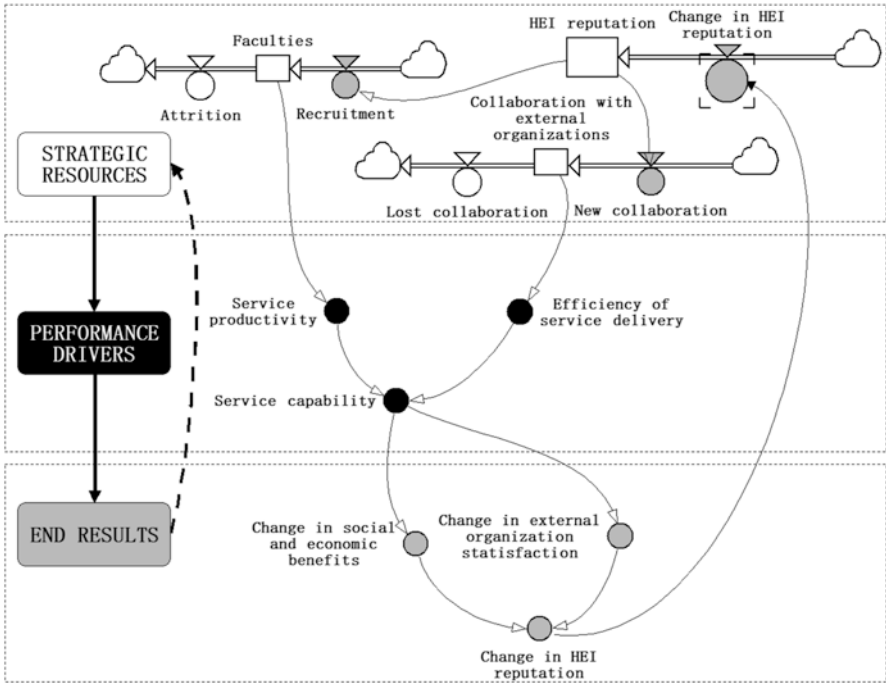 Faculties
HEI reputation
Change in HEI
reputation
Attrition
Recruitment
Collaboration with
external
organizations
STRATEGIC
RESOURCES
Lost collaboration
New collaboration
Service
productivity
Efficiency of
service delivery
PERFORMANCE
DRIVERS
Service capability
END RESULTS
Change in social
and economic
benefits
Change in external
organization
statisfaction
Change in HEI
reputation